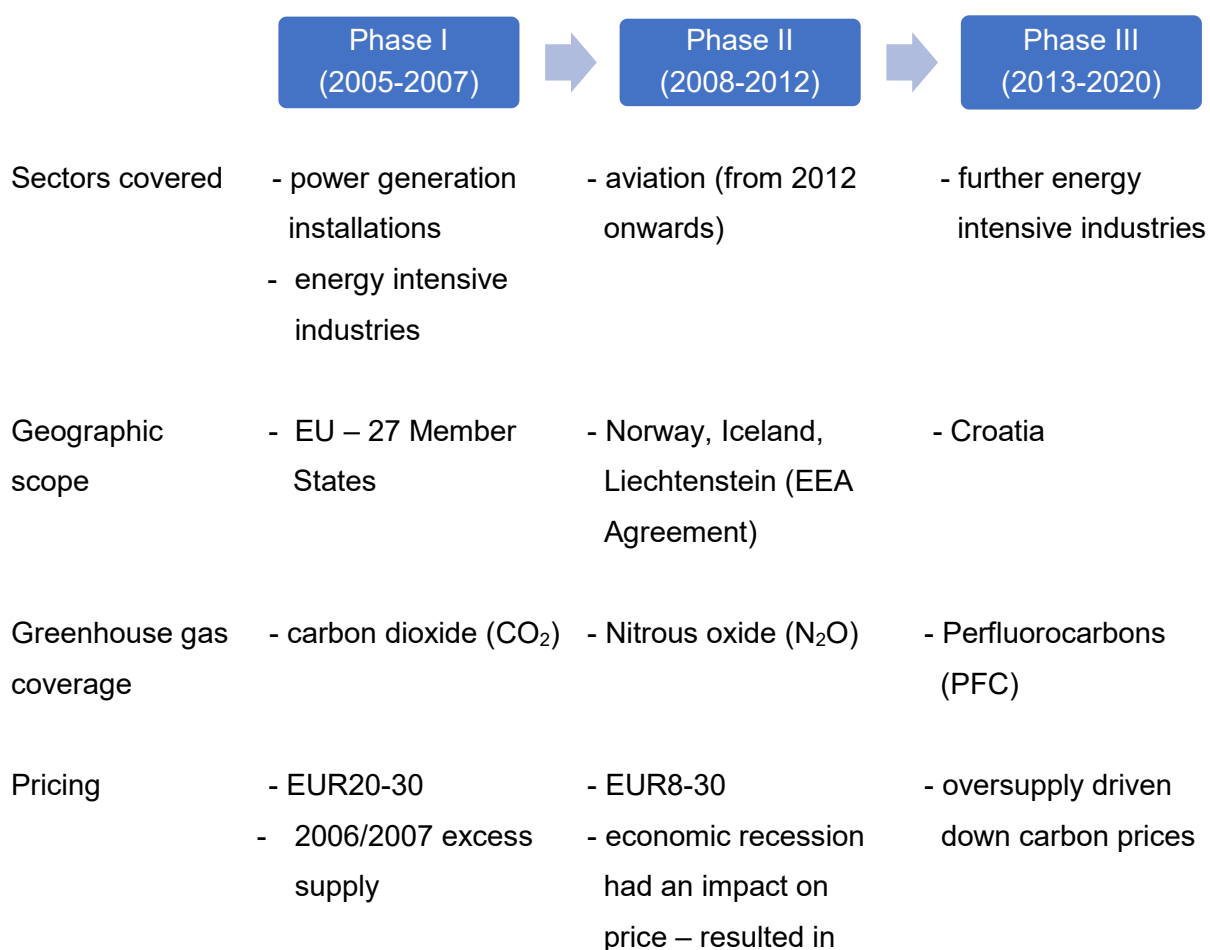 Phase I
(2005-2007)
Phase II
(2008-2012)
Phase III
(2013-2020)
Sectors covered
- power generation
installations
- energy intensive
industries
- aviation (from 2012
onwards)
- further energy
intensive industries
Geographic
scope
- EU – 27 Member
States
- Norway, Iceland,
Liechtenstein (EEA
Agreement)
- Croatia
Greenhouse gas
coverage
- carbon dioxide (CO₂)
- Nitrous oxide (N₂O)
- Perfluorocarbons
(PFC)
Pricing
- EUR20-30
- 2006/2007 excess
supply
- EUR8-30
- economic recession
had an impact on
price – resulted in
- oversupply driven
down carbon prices